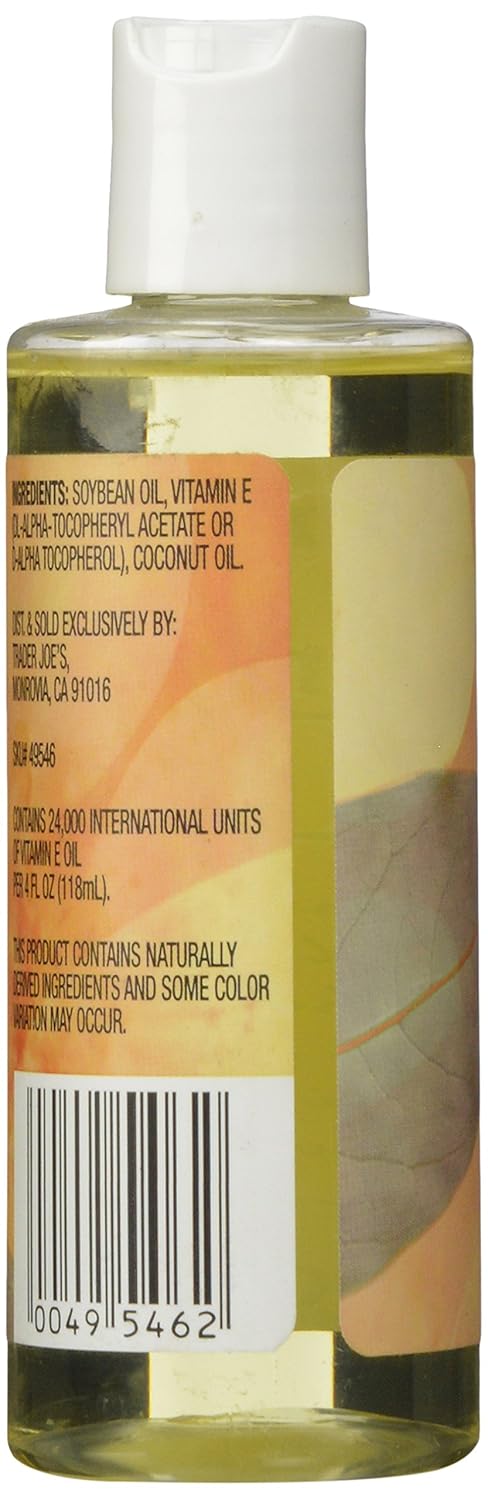 INGREDIENTS: SOYBEAN OIL, VITAMIN E
(DL-ALPHA-TOCOPHERYL ACETATE OR
D-ALPHA TOCOPHEROL), COCONUT OIL.
DIST. & SOLD EXCLUSIVELY BY:
TRADER JOE'S,
MONROVIA, CA 91016
SKU# 49546
CONTAINS 24,000 INTERNATIONAL UNITS
OF VITAMIN E OIL
PER 4 FL OZ (118mL).
THIS PRODUCT CONTAINS NATURALLY
DERIVED INGREDIENTS AND SOME COLOR
VARIATION MAY OCCUR.
0049 5462